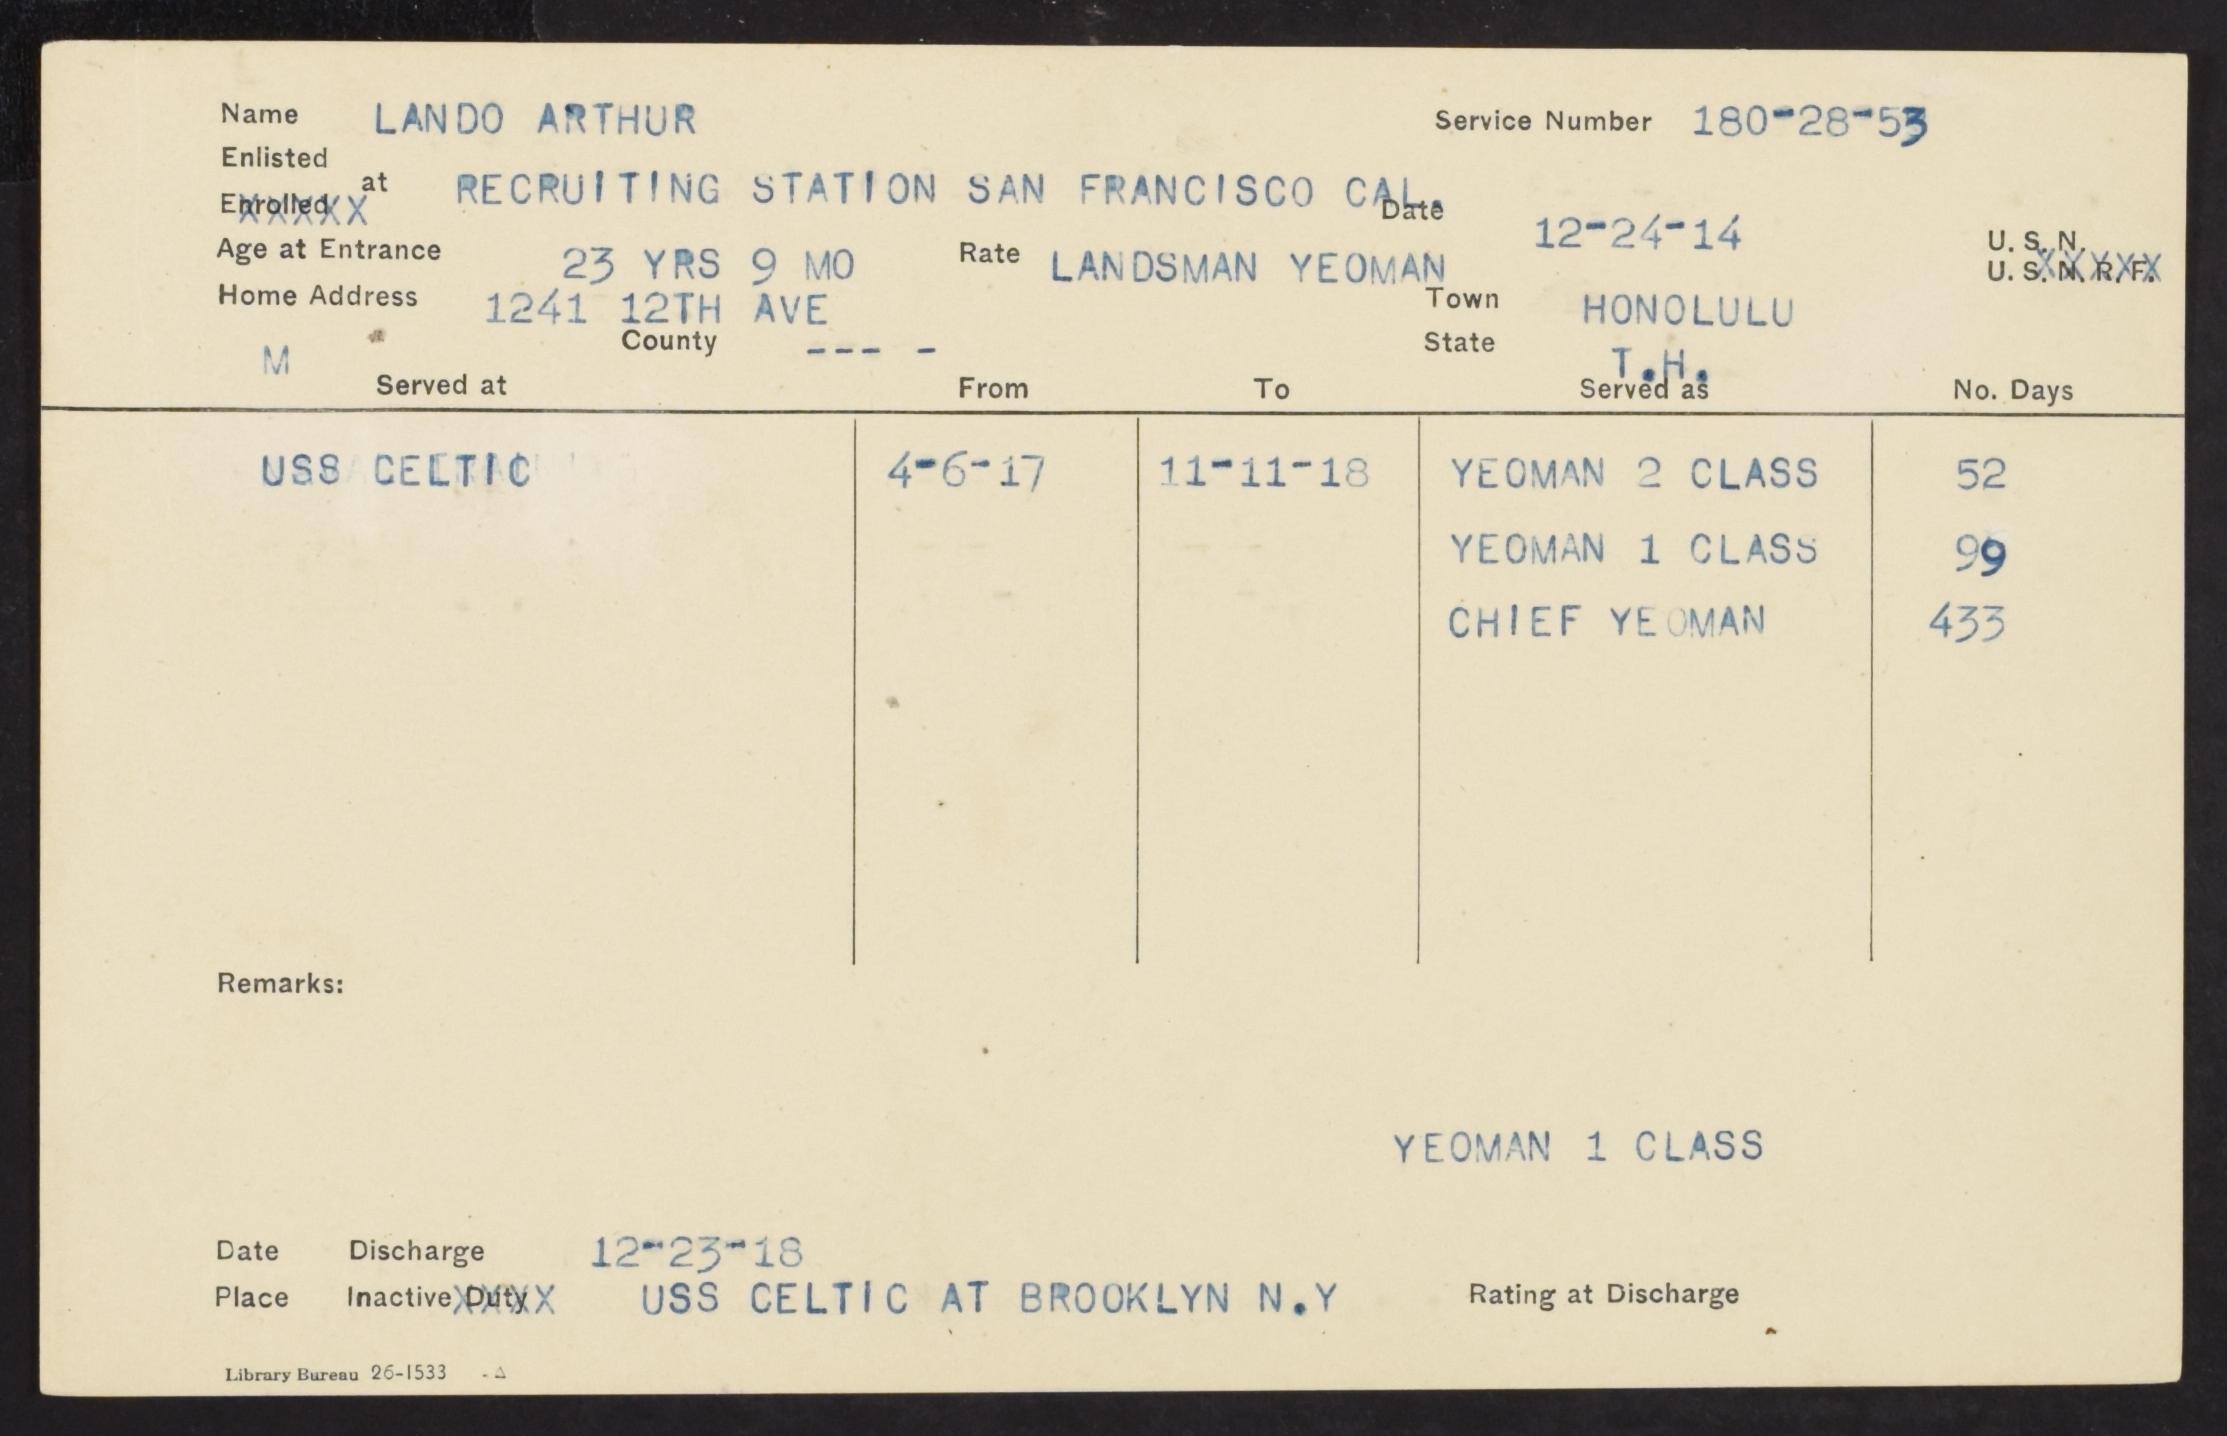 Name LANDO ARTHUR Service Number 180-28-53
Enlisted
Enrolled at RECRUITING STATION SAN FRANCISCO CAL. Date 12-24-14 U. S. N.
XXXXX
Age at Entrance 23 YRS 9 MO Rate LANDSMAN YEOMAN U. S. N. R. F. XXXXX
Home Address 1241 12TH AVE Town HONOLULU
M County --- - State T.H.
Served at From To Served as No. Days
USS CELTIC 4-6-17 11-11-18 YEOMAN 2 CLASS 52
YEOMAN 1 CLASS 99
CHIEF YEOMAN 433
Remarks:
YEOMAN 1 CLASS
Date Discharge 12-23-18
Place Inactive Duty XXXX USS CELTIC AT BROOKLYN N.Y Rating at Discharge
Library Bureau 26-1533